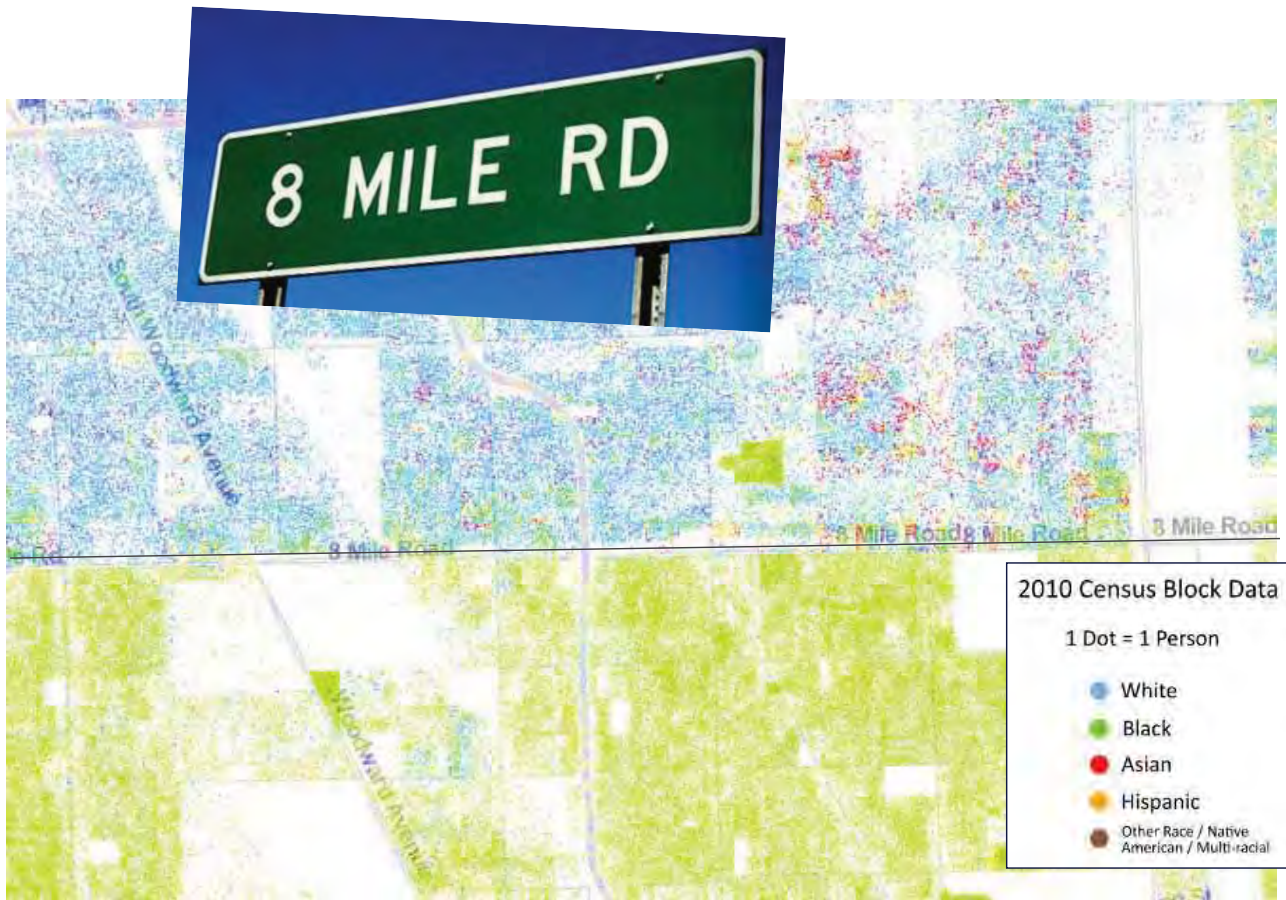 8 MILE RD
South Woodward Avenue
8 Mile Road
8 Mile Road
8 Mile Road
8 Mile Road
Woodward Avenue
2010 Census Block Data
1 Dot = 1 Person
White
Black
Asian
Hispanic
Other Race / Native
American / Multi-racial